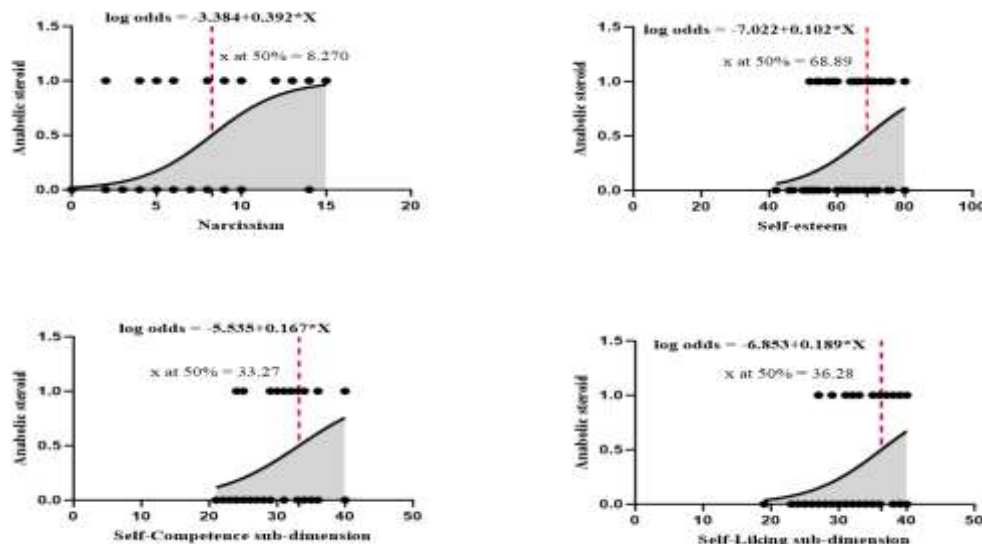 log odds = -3.384+0.392*X
x at 50% = 8.270
Anabolic steroid
1.5
1.0
0.5
0.0
0
5
10
15
20
Narcissism
log odds = -7.022+0.102*X
x at 50% = 68.89
Anabolic steroid
1.5
1.0
0.5
0.0
0
20
40
60
80
100
Self-esteem
log odds = -5.535+0.167*X
x at 50% = 33.27
Anabolic steroid
1.5
1.0
0.5
0.0
0
10
20
30
40
50
Self-Competence sub-dimension
log odds = -6.853+0.189*X
x at 50% = 36.28
Anabolic steroid
1.5
1.0
0.5
0.0
0
10
20
30
40
50
Self-Liking sub-dimension